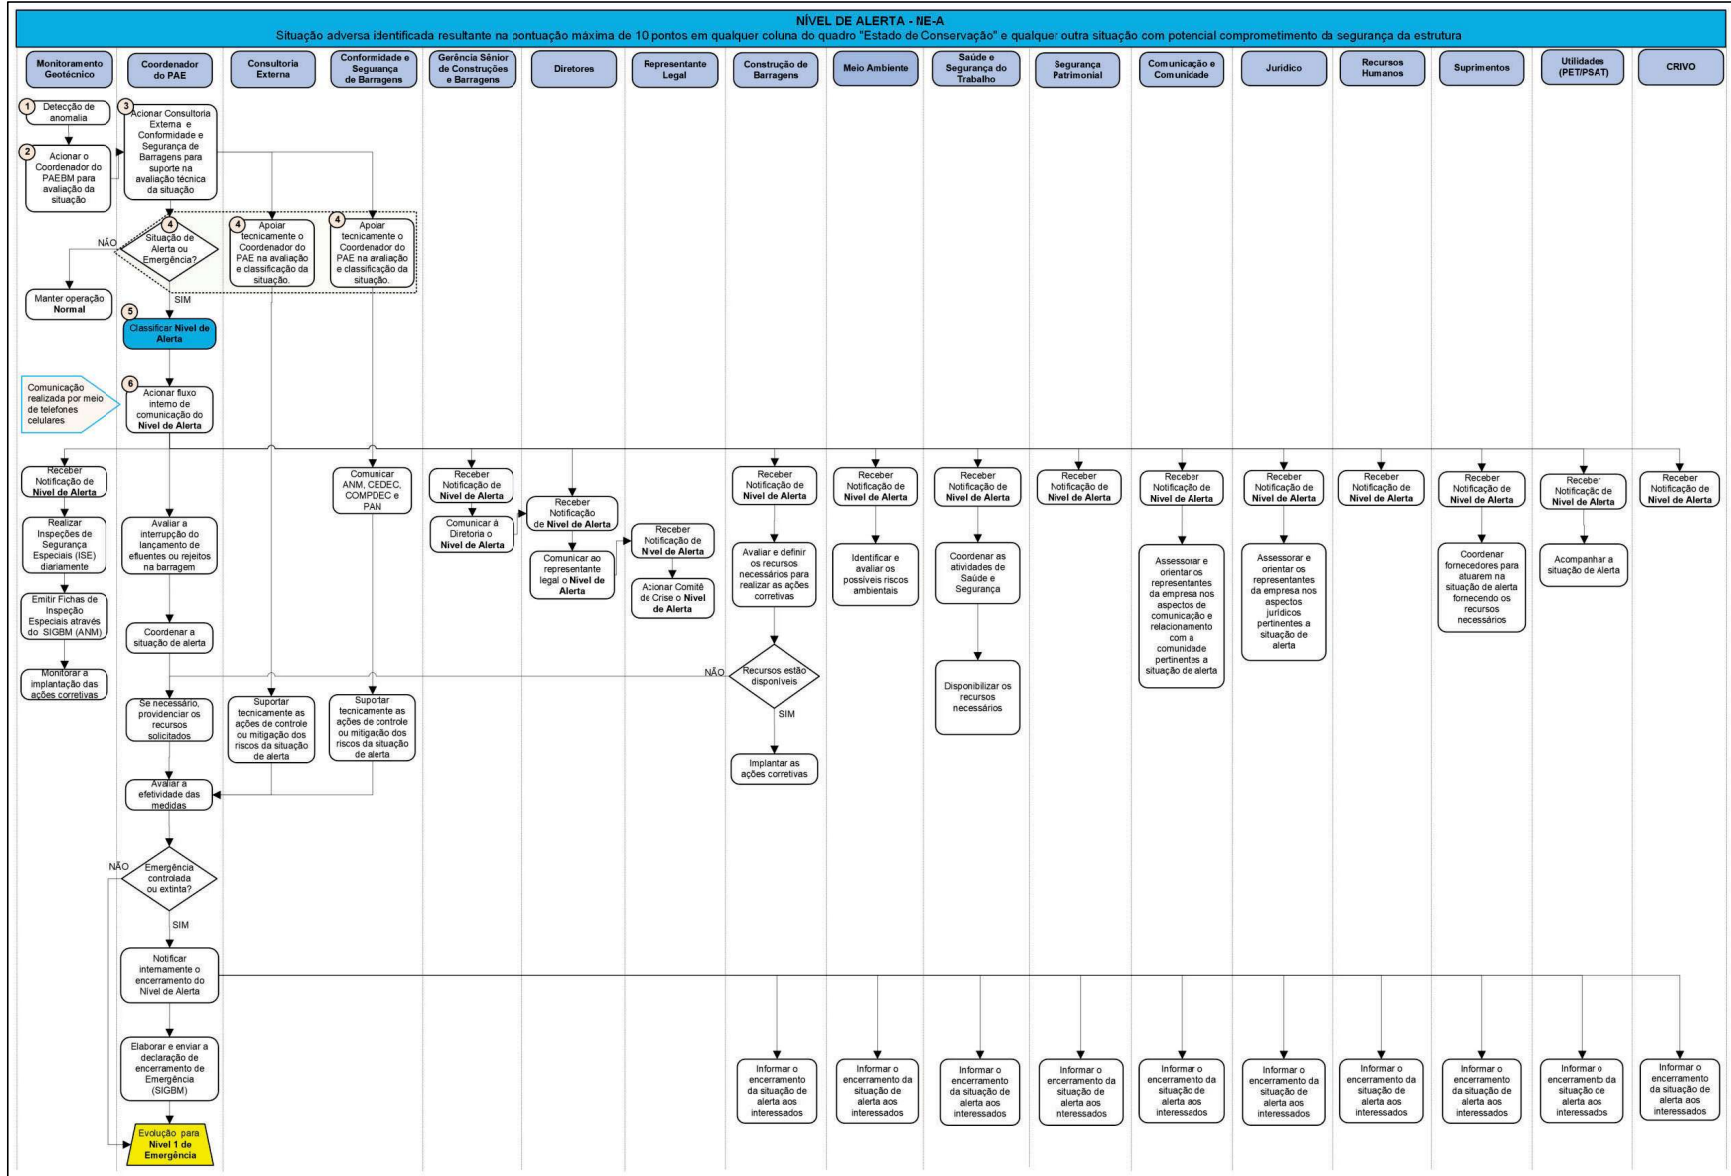 NÍVEL DE ALERTA - NE-A
Situação adversa identificada resultante na pontuação máxima de 10 pontos em qualquer coluna do quadro "Estado de Conservação" e qualquer outra situação com potencial comprometimento da segurança da estrutura
Monitoramento
Geotécnico
Coordenador
do PAE
Consultoria
Externa
Conformidade e
Segurança
de Barragens
Gerência Sênior
de Construções
e Barragens
Diretores
Representante
Legal
Construção de
Barragens
Meio Ambiente
Saúde e
Segurança do
Trabalho
Segurança
Patrimonial
Comunicação e
Comunidade
Jurídico
Recursos
Humanos
Suprimentos
Utilidades
(PET/PSAT)
CRIVO
1
Detecção de
anomalia
2
Acionar o
Coordenador do
PAEBM para
avaliação da
situação
3
Acionar Consultoria
Externa e
Conformidade e
Segurança de
Barragens para
suporte na
avaliação técnica
da situação
4
Situação de
Alerta ou
Emergência?
NÃO
SIM
4
Apoiar
tecnicamente o
Coordenador do
PAE na avaliação
e classificação da
situação.
4
Apoiar
tecnicamente o
Coordenador do
PAE na avaliação
e classificação da
situação.
Manter operação
Normal
5
Classificar Nível de
Alerta
Comunicação
realizada por meio
de telefones
celulares
6
Acionar fluxo
interno de
comunicação do
Nível de Alerta
Receber
Notificação de
Nível de Alerta
Realizar
Inspeções de
Segurança
Especiais (ISE)
diariamente
Emitir Fichas de
Inspeção
Especiais através
do SIGBM (ANM)
Monitorar a
implantação das
ações corretivas
Avaliar a
interrupção do
lançamento de
efluentes ou rejeitos
na barragem
Coordenar a
situação de alerta
Se necessário,
providenciar os
recursos
solicitados
Avaliar a
efetividade das
medidas
Suportar
tecnicamente as
ações de controle
ou mitigação dos
riscos da situação
de alerta
Comunicar
ANM, CEDEC,
COMPDEC e
PAN
Suportar
tecnicamente as
ações de controle
ou mitigação dos
riscos da situação
de alerta
Receber
Notificação de
Nível de Alerta
Comunicar à
Diretoria o
Nível de Alerta
Receber
Notificação
de Nível de Alerta
Comunicar ao
representante
legal o Nível de
Alerta
Receber
Notificação de
Nível de Alerta
Acionar Comitê
de Crise o Nível
de Alerta
Receber
Notificação de
Nível de Alerta
Avaliar e definir
os recursos
necessários para
realizar as ações
corretivas
NÃO
Recursos estão
disponíveis
SIM
Implantar as
ações corretivas
Receber
Notificação de
Nível de Alerta
Identificar e
avaliar os
possíveis riscos
ambientais
Receber
Notificação de
Nível de Alerta
Coordenar as
atividades de
Saúde e
Segurança
Disponibilizar os
recursos
necessários
Receber
Notificação de
Nível de Alerta
Receber
Notificação de
Nível de Alerta
Assessorar e
orientar os
representantes
da empresa nos
aspectos de
comunicação e
relacionamento
com a
comunidade
pertinentes a
situação de alerta
Receber
Notificação de
Nível de Alerta
Assessorar e
orientar os
representantes
da empresa nos
aspectos
jurídicos
pertinentes a
situação de
alerta
Receber
Notificação de
Nível de Alerta
Receber
Notificação de
Nível de Alerta
Coordenar
fornecedores para
atuarem na
situação de alerta
fornecendo os
recursos
necessários
Receber
Notificação de
Nível de Alerta
Acompanhar a
situação de Alerta
Receber
Notificação de
Nível de Alerta
NÃO
Emergência
controlada
ou extinta?
SIM
Notificar
internamente o
encerramento do
Nível de Alerta
Elaborar e enviar a
declaração de
encerramento de
Emergência
(SIGBM)
Evolução para
Nível 1 de
Emergência
Informar o
encerramento
da situação de
alerta aos
interessados
Informar o
encerramento da
situação de
alerta aos
interessados
Informar o
encerramento da
situação de
alerta aos
interessados
Informar o
encerramento da
situação de
alerta aos
interessados
Informar o
encerramento da
situação de
alerta aos
interessados
Informar o
encerramento da
situação de
alerta aos
interessados
Informar o
encerramento da
situação de
alerta aos
interessados
Informar o
encerramento da
situação de
alerta aos
interessados
Informar o
encerramento da
situação de
alerta aos
interessados
Informar o
encerramento da
situação de
alerta aos
interessados